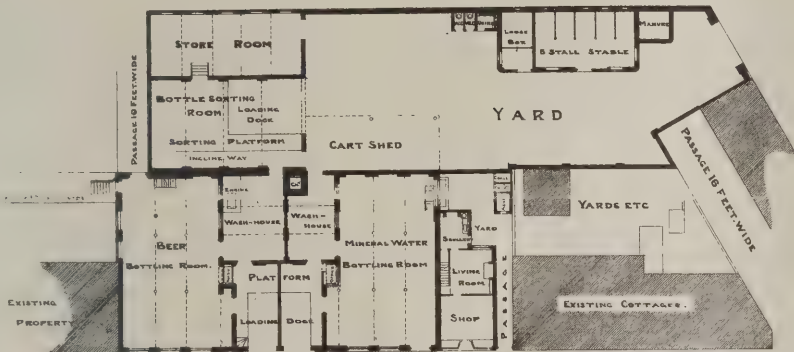 STORE ROOM
LOOSE
BOX
5 STALL STABLE
MANURE
BOTTLE SORTING
ROOM
LOADING
DOCK
SORTING PLATFORM
INCLINE WAY
PASSAGE 10 FEET WIDE
YARD
CART SHED
PASSAGE 16 FEET WIDE
ENGINE
WASH-HOUSE
WASH-
HOUSE
BEER
BOTTLING ROOM.
MINERAL WATER
BOTTLING ROOM
YARD
YARDS ETC
SCULLERY
LIVING
ROOM
PLATFORM
LOADING
DOCK
SHOP
PASSAGE
EXISTING
PROPERTY
EXISTING COTTAGES.